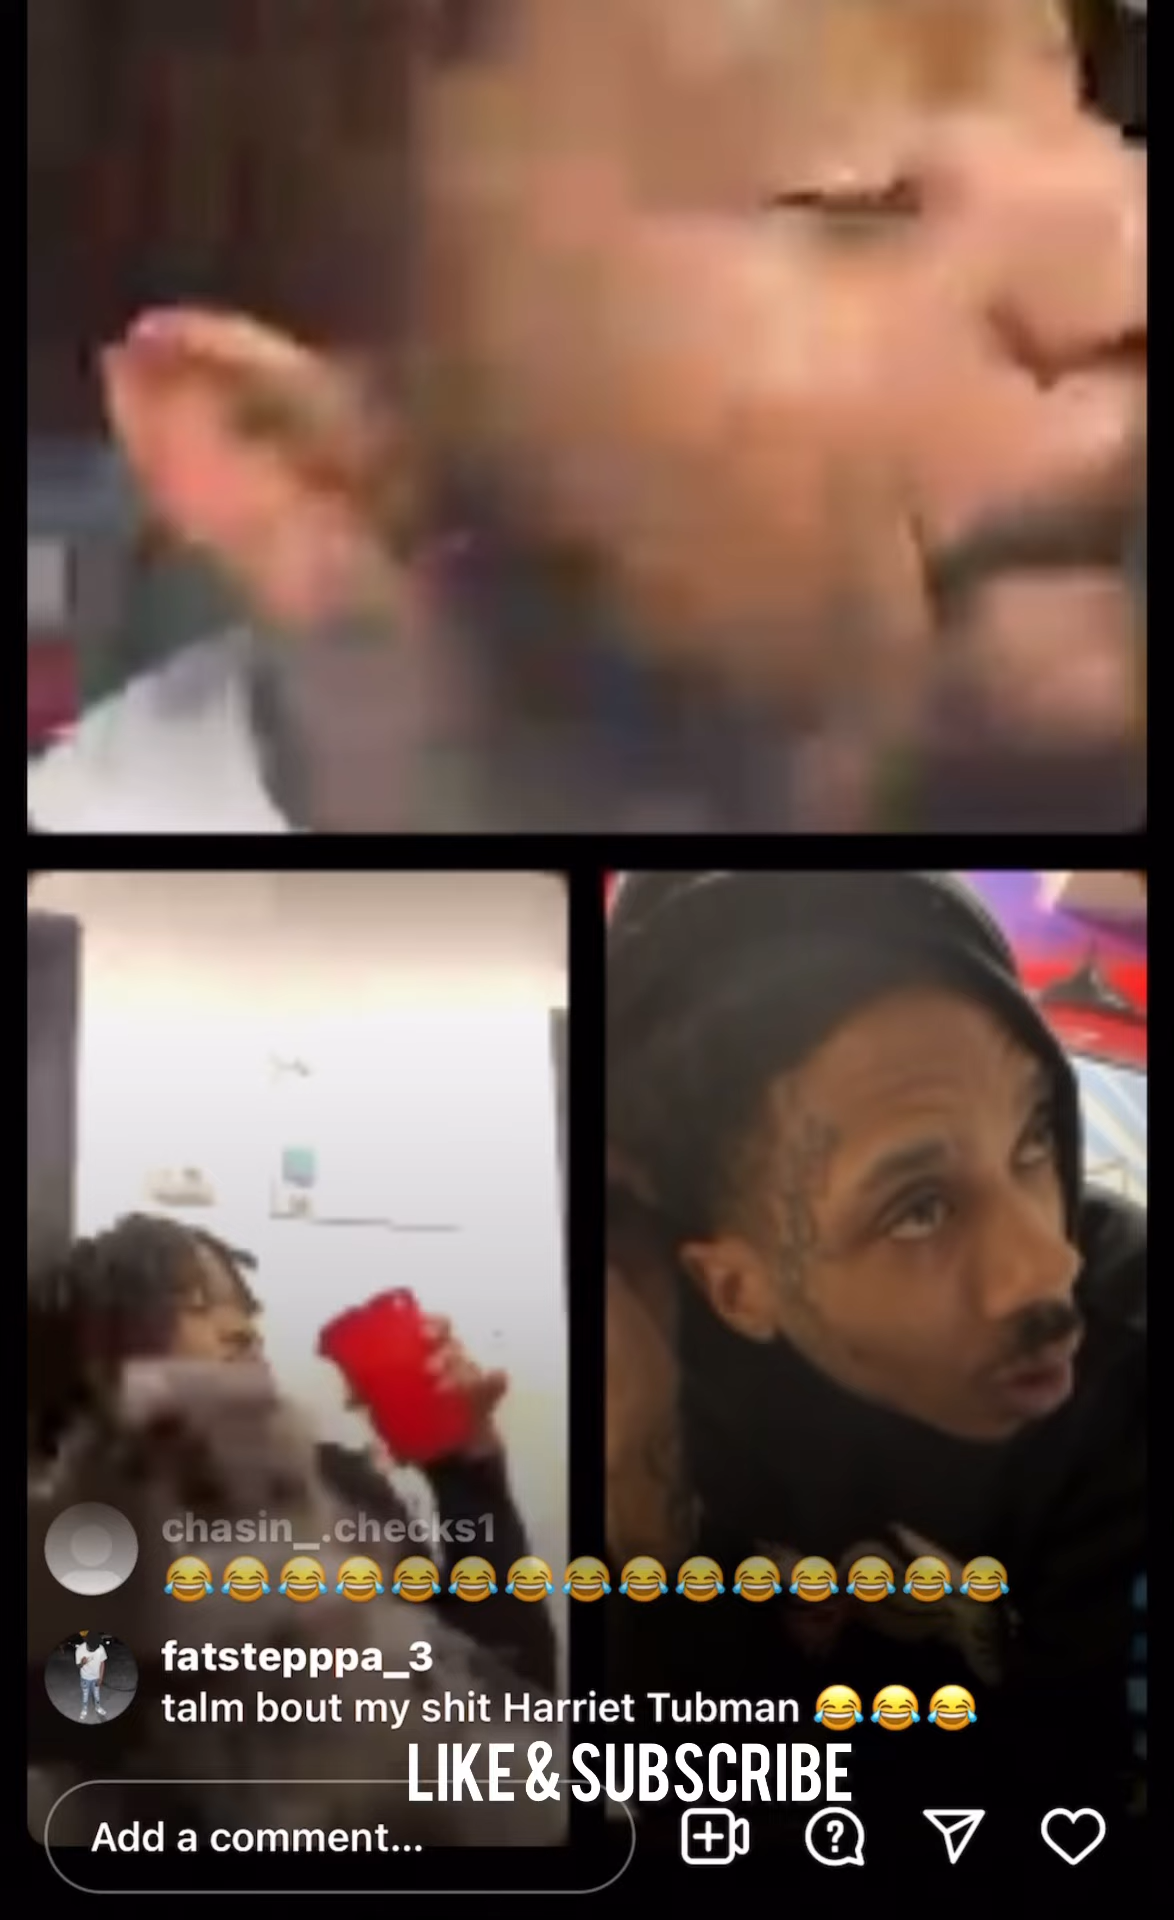 chasin_.checks1
😂😂😂😂😂😂😂😂😂😂😂😂😂😂😂
fatstepppa_3
talm bout my shit Harriet Tubman 😂😂😂
LIKE & SUBSCRIBE
Add a comment...